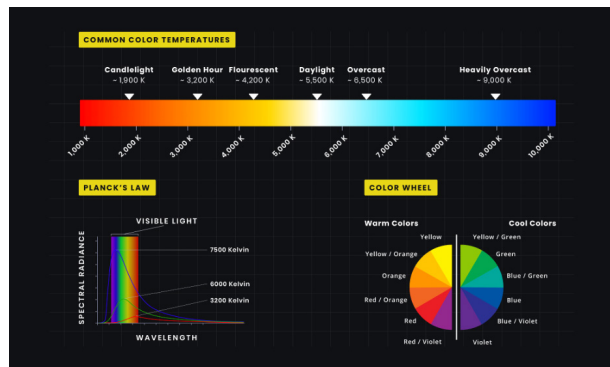 COMMON COLOR TEMPERATURES
Candlelight
~ 1,900 K
Golden Hour
~ 3,200 K
Flourescent
~ 4,200 K
Daylight
~ 5,500 K
Overcast
~ 6,500 K
Heavily Overcast
~ 9,000 K
1,000 K
2,000 K
3,000 K
4,000 K
5,000 K
6,000 K
7,000 K
8,000 K
9,000 K
10,000 K
PLANCK'S LAW
VISIBLE LIGHT
SPECTRAL RADIANCE
7500 Kelvin
6000 Kelvin
3200 Kelvin
WAVELENGTH
COLOR WHEEL
Warm Colors
Cool Colors
Yellow
Yellow / Orange
Orange
Red / Orange
Red
Red / Violet
Yellow / Green
Green
Blue / Green
Blue
Blue / Violet
Violet